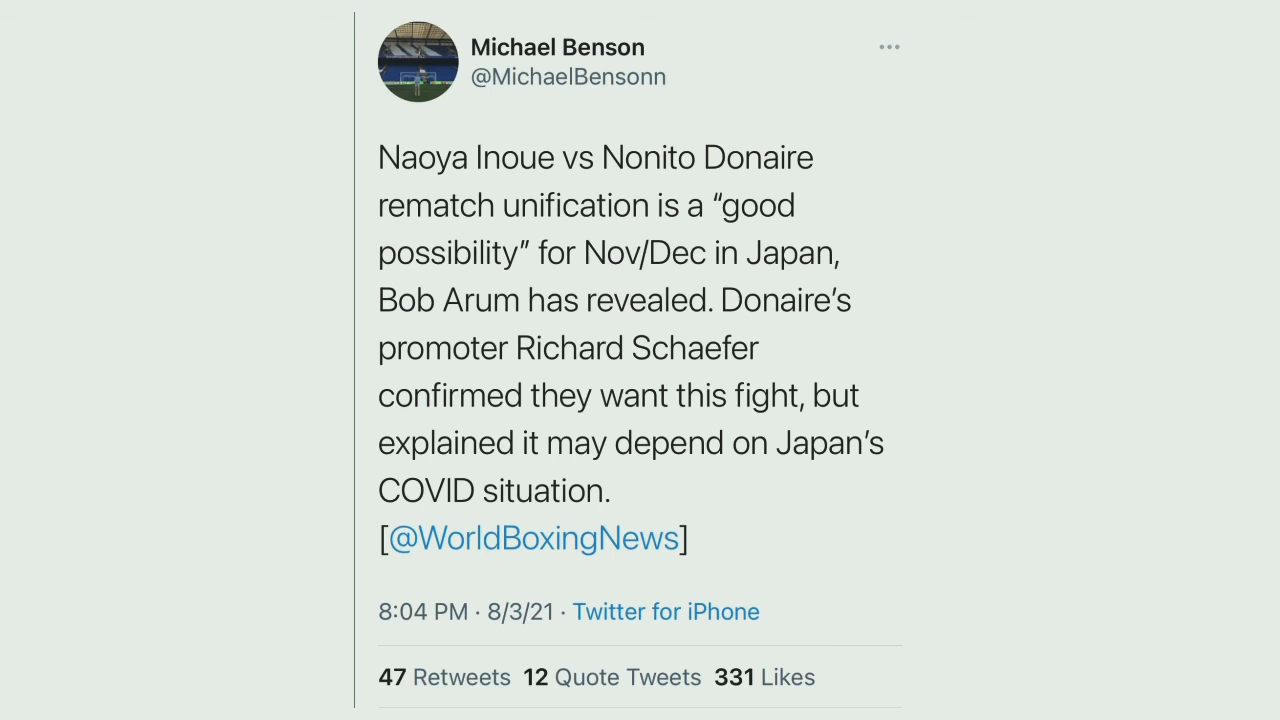 Michael Benson
@MichaelBensonn
Naoya Inoue vs Nonito Donaire
rematch unification is a “good
possibility” for Nov/Dec in Japan,
Bob Arum has revealed. Donaire’s
promoter Richard Schaefer
confirmed they want this fight, but
explained it may depend on Japan’s
COVID situation.
[@WorldBoxingNews]
8:04 PM · 8/3/21 · Twitter for iPhone
47 Retweets 12 Quote Tweets 331 Likes